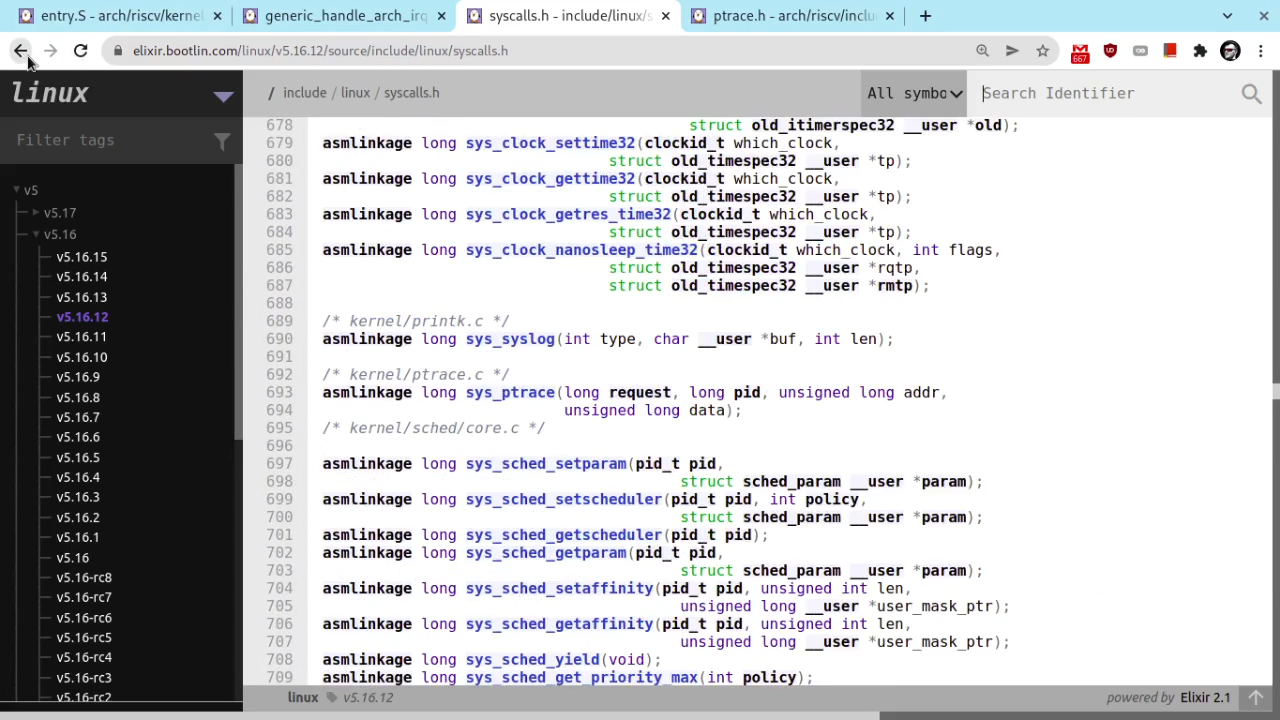 entry.S - arch/riscv/kernel
generic_handle_arch_irq
syscalls.h - include/linux/s
ptrace.h - arch/riscv/inclu
elixir.bootlin.com/linux/v5.16.12/source/include/linux/syscalls.h
667
linux
/ include / linux / syscalls.h
All symbo
Search Identifier
Filter tags
v5
v5.17
v5.16
v5.16.15
v5.16.14
v5.16.13
v5.16.12
v5.16.11
v5.16.10
v5.16.9
v5.16.8
v5.16.7
v5.16.6
v5.16.5
v5.16.4
v5.16.3
v5.16.2
v5.16.1
v5.16
v5.16-rc8
v5.16-rc7
v5.16-rc6
v5.16-rc5
v5.16-rc4
v5.16-rc3
v5.16-rc2
678 struct old_itimerspec32 __user *old);
679 asmlinkage long sys_clock_settime32(clockid_t which_clock,
680 struct old_timespec32 __user *tp);
681 asmlinkage long sys_clock_gettime32(clockid_t which_clock,
682 struct old_timespec32 __user *tp);
683 asmlinkage long sys_clock_getres_time32(clockid_t which_clock,
684 struct old_timespec32 __user *tp);
685 asmlinkage long sys_clock_nanosleep_time32(clockid_t which_clock, int flags,
686 struct old_timespec32 __user *rqtp,
687 struct old_timespec32 __user *rmtp);
688
689 /* kernel/printk.c */
690 asmlinkage long sys_syslog(int type, char __user *buf, int len);
691
692 /* kernel/ptrace.c */
693 asmlinkage long sys_ptrace(long request, long pid, unsigned long addr,
694 unsigned long data);
695 /* kernel/sched/core.c */
696
697 asmlinkage long sys_sched_setparam(pid_t pid,
698 struct sched_param __user *param);
699 asmlinkage long sys_sched_setscheduler(pid_t pid, int policy,
700 struct sched_param __user *param);
701 asmlinkage long sys_sched_getscheduler(pid_t pid);
702 asmlinkage long sys_sched_getparam(pid_t pid,
703 struct sched_param __user *param);
704 asmlinkage long sys_sched_setaffinity(pid_t pid, unsigned int len,
705 unsigned long __user *user_mask_ptr);
706 asmlinkage long sys_sched_getaffinity(pid_t pid, unsigned int len,
707 unsigned long __user *user_mask_ptr);
708 asmlinkage long sys_sched_yield(void);
709 asmlinkage long sys_sched_get_priority_max(int policy);
linux v5.16.12
powered by Elixir 2.1